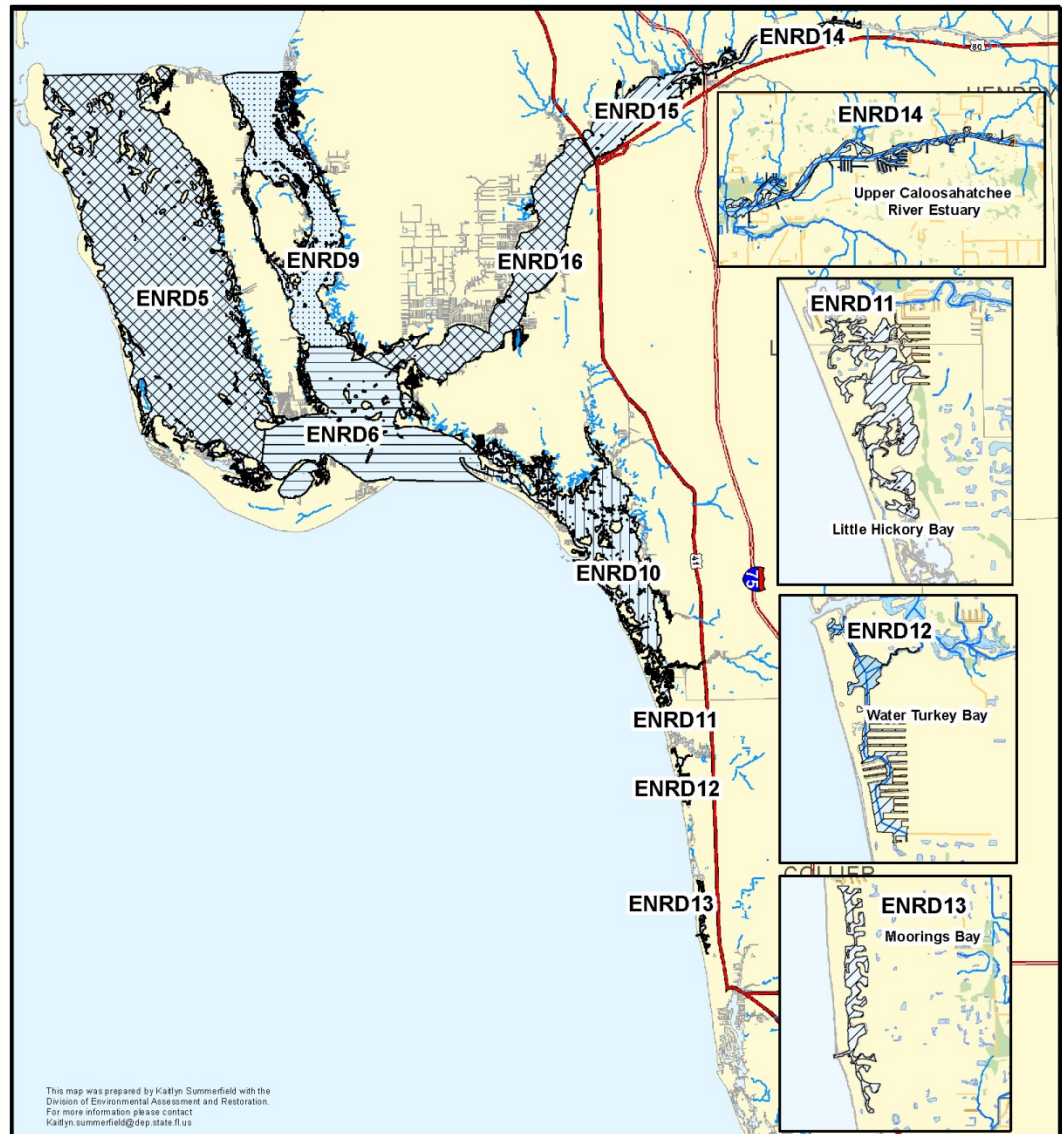 ENRD14
80
ENRD15
HENDRY
ENRD14
Upper Caloosahatchee
River Estuary
ENRD9
ENRD16
ENRD5
ENRD11
Little Hickory Bay
ENRD6
41
75
ENRD10
ENRD12
Water Turkey Bay
ENRD11
ENRD12
COLLIER
ENRD13
Moorings Bay
ENRD13
This map was prepared by Kaitlyn Summerfield with the
Division of Environmental Assessment and Restoration.
For more information please contact
Kaitlyn.summerfield@dep.state.fl.us